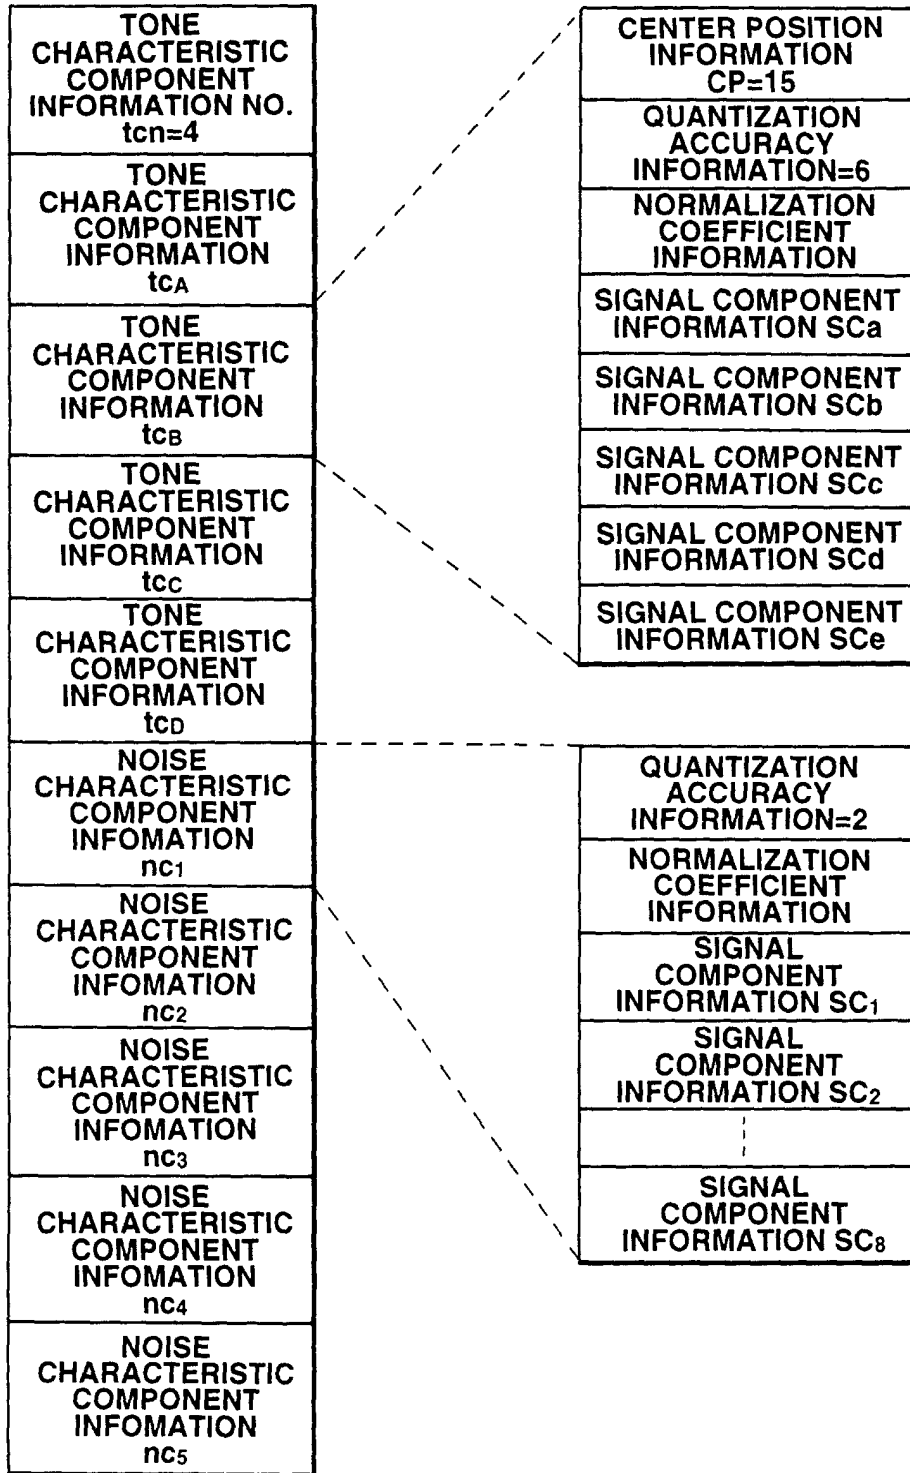 TONE
CHARACTERISTIC
COMPONENT
INFORMATION NO.
tcn=4
TONE
CHARACTERISTIC
COMPONENT
INFORMATION
tcA
TONE
CHARACTERISTIC
COMPONENT
INFORMATION
tcB
TONE
CHARACTERISTIC
COMPONENT
INFORMATION
tcC
TONE
CHARACTERISTIC
COMPONENT
INFORMATION
tcD
NOISE
CHARACTERISTIC
COMPONENT
INFOMATION
nc1
NOISE
CHARACTERISTIC
COMPONENT
INFOMATION
nc2
NOISE
CHARACTERISTIC
COMPONENT
INFOMATION
nc3
NOISE
CHARACTERISTIC
COMPONENT
INFOMATION
nc4
NOISE
CHARACTERISTIC
COMPONENT
INFOMATION
nc5
CENTER POSITION
INFORMATION
CP=15
QUANTIZATION
ACCURACY
INFORMATION=6
NORMALIZATION
COEFFICIENT
INFORMATION
SIGNAL COMPONENT
INFORMATION SCa
SIGNAL COMPONENT
INFORMATION SCb
SIGNAL COMPONENT
INFORMATION SCc
SIGNAL COMPONENT
INFORMATION SCd
SIGNAL COMPONENT
INFORMATION SCe
QUANTIZATION
ACCURACY
INFORMATION=2
NORMALIZATION
COEFFICIENT
INFORMATION
SIGNAL
COMPONENT
INFORMATION SC1
SIGNAL
COMPONENT
INFORMATION SC2
SIGNAL
COMPONENT
INFORMATION SC8